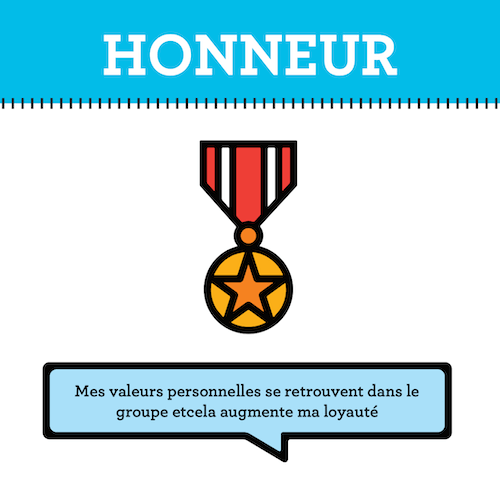 HONNEUR
Mes valeurs personnelles se retrouvent dans le
groupe etcela augmente ma loyauté